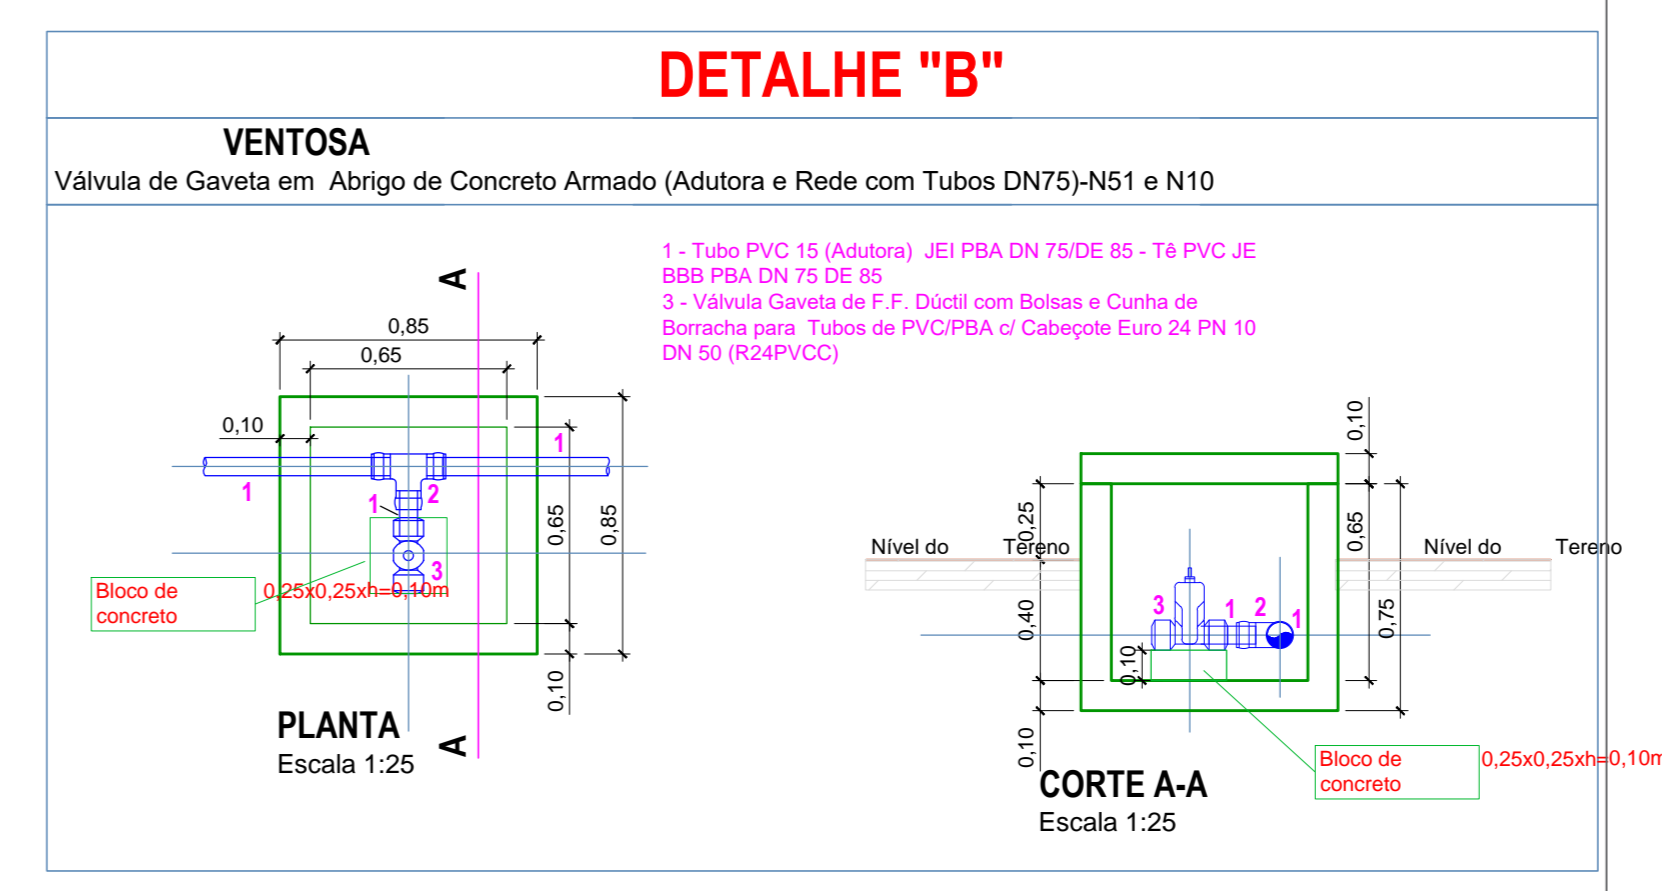 DETALHE "B"
VENTOSA
Válvula de Gaveta em Abrigo de Concreto Armado (Adutora e Rede com Tubos DN75)-N51 e N10
1 - Tubo PVC 15 (Adutora) JEI PBA DN 75/DE 85 - Tê PVC JE
BBB PBA DN 75 DE 85
3 - Válvula Gaveta de F.F. Dúctil com Bolsas e Cunha de
Borracha para Tubos de PVC/PBA c/ Cabeçote Euro 24 PN 10
DN 50 (R24PVCC)
A
0,85
0,65
0,10
1
1
1
2
3
0,65
0,85
0,10
Bloco de
concreto
0,25x0,25xh=0,10m
A
PLANTA
Escala 1:25
0,10
0,25
0,65
Nível do Terreno
Nível do Terreno
0,40
0,75
3
1
2
1
0,10
0,10
Bloco de
concreto
0,25x0,25xh=0,10m
CORTE A-A
Escala 1:25